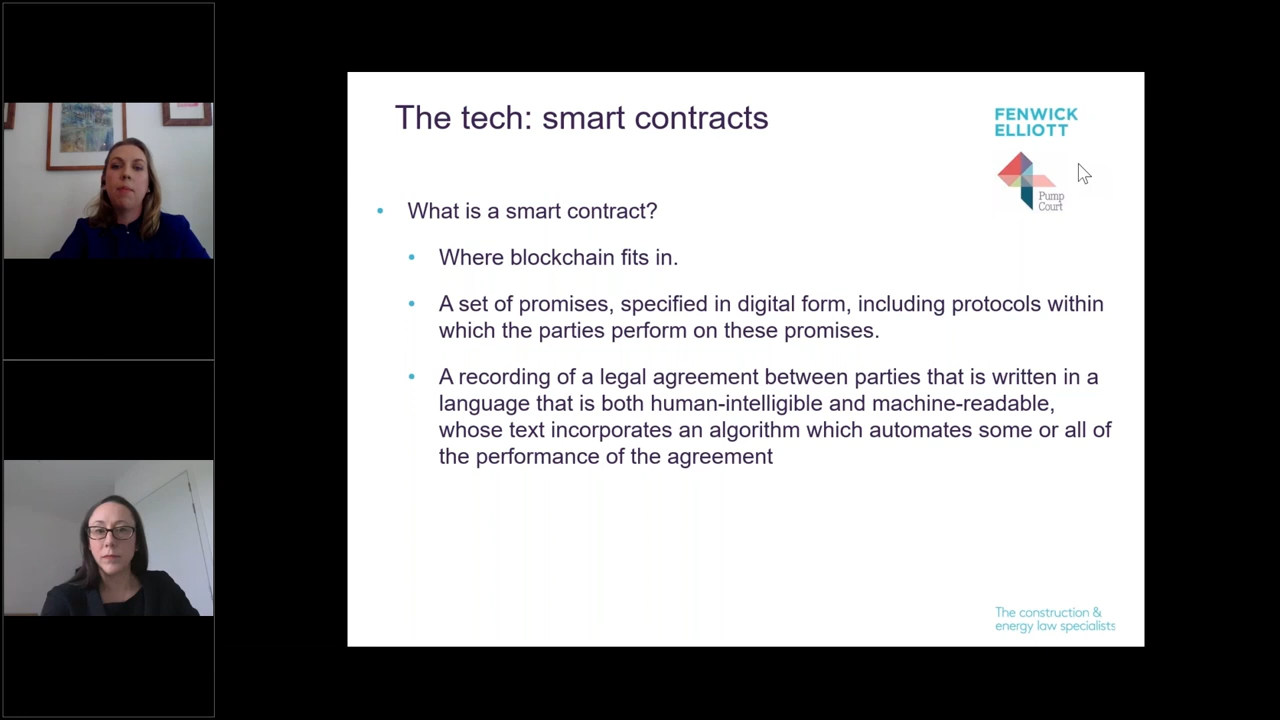 The tech: smart contracts
FENWICK
ELLIOTT
Pump
Court
What is a smart contract?
Where blockchain fits in.
A set of promises, specified in digital form, including protocols within
which the parties perform on these promises.
A recording of a legal agreement between parties that is written in a
language that is both human-intelligible and machine-readable,
whose text incorporates an algorithm which automates some or all of
the performance of the agreement
The construction &
energy law specialists